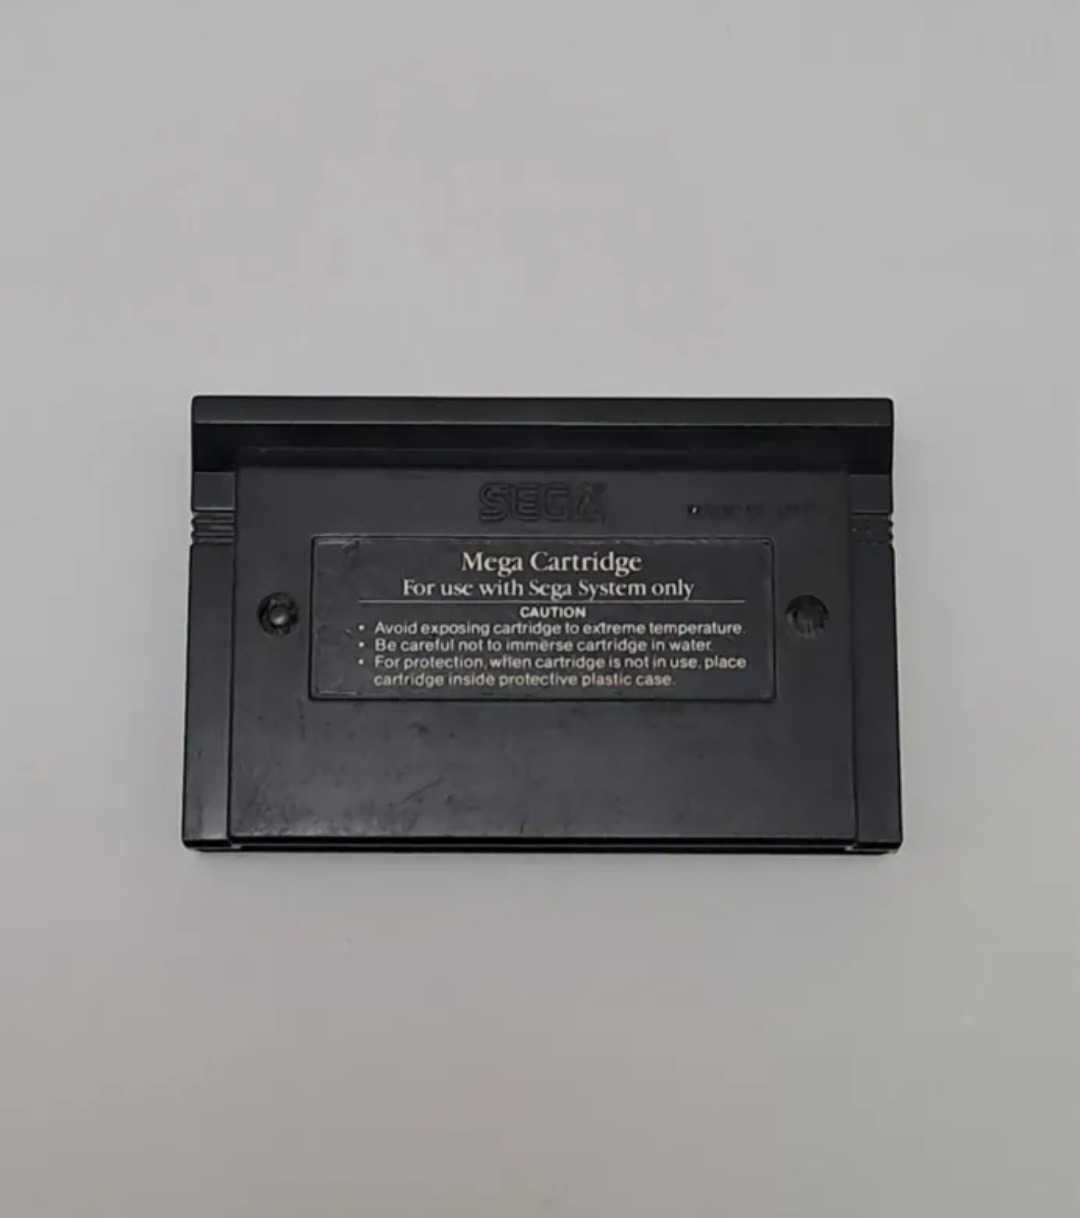 SEGA
Mega Cartridge
For use with Sega System only
CAUTION
• Avoid exposing cartridge to extreme temperature.
• Be careful not to immerse cartridge in water.
• For protection, when cartridge is not in use, place
cartridge inside protective plastic case.